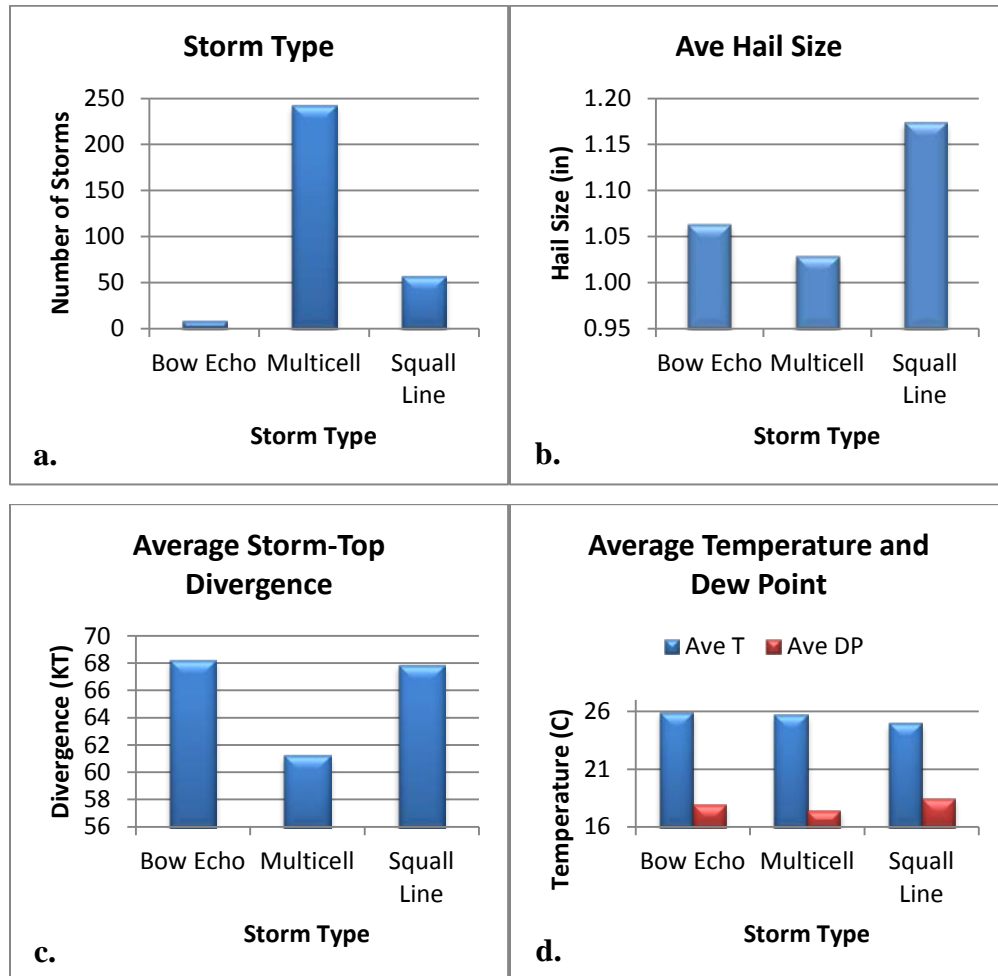 Storm Type
Number of Storms
250
200
150
100
50
0
Bow Echo Multicell Squall
Line
Storm Type
a.
Ave Hail Size
Hail Size (in)
1.20
1.15
1.10
1.05
1.00
0.95
Bow Echo Multicell Squall
Line
Storm Type
b.
Average Storm-Top
Divergence
Divergence (KT)
70
68
66
64
62
60
58
56
Bow Echo Multicell Squall
Line
Storm Type
c.
Average Temperature and
Dew Point
Ave T Ave DP
Temperature (C)
26
21
16
Bow Echo Multicell Squall
Line
Storm Type
d.